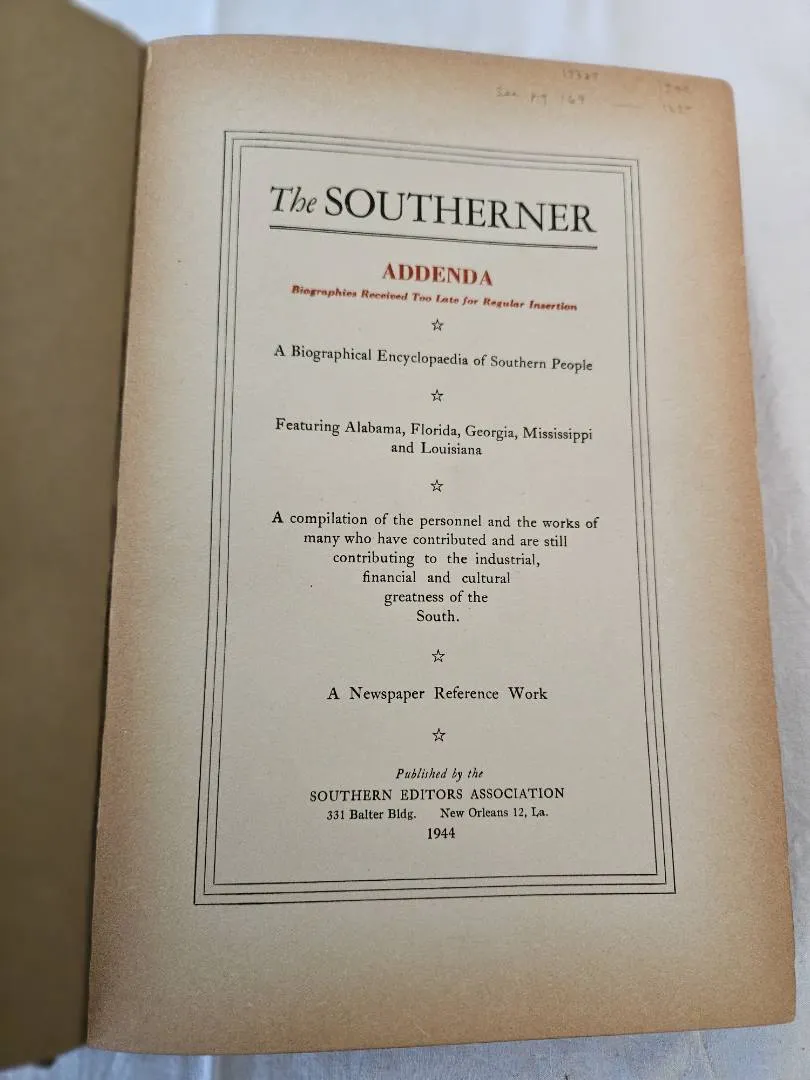 See pg 169
The SOUTHERNER
ADDENDA
Biographies Received Too Late for Regular Insertion
☆
A Biographical Encyclopaedia of Southern People
☆
Featuring Alabama, Florida, Georgia, Mississippi
and Louisiana
☆
A compilation of the personnel and the works of
many who have contributed and are still
contributing to the industrial,
financial and cultural
greatness of the
South.
☆
A Newspaper Reference Work
☆
Published by the
SOUTHERN EDITORS ASSOCIATION
331 Balter Bldg. New Orleans 12, La.
1944